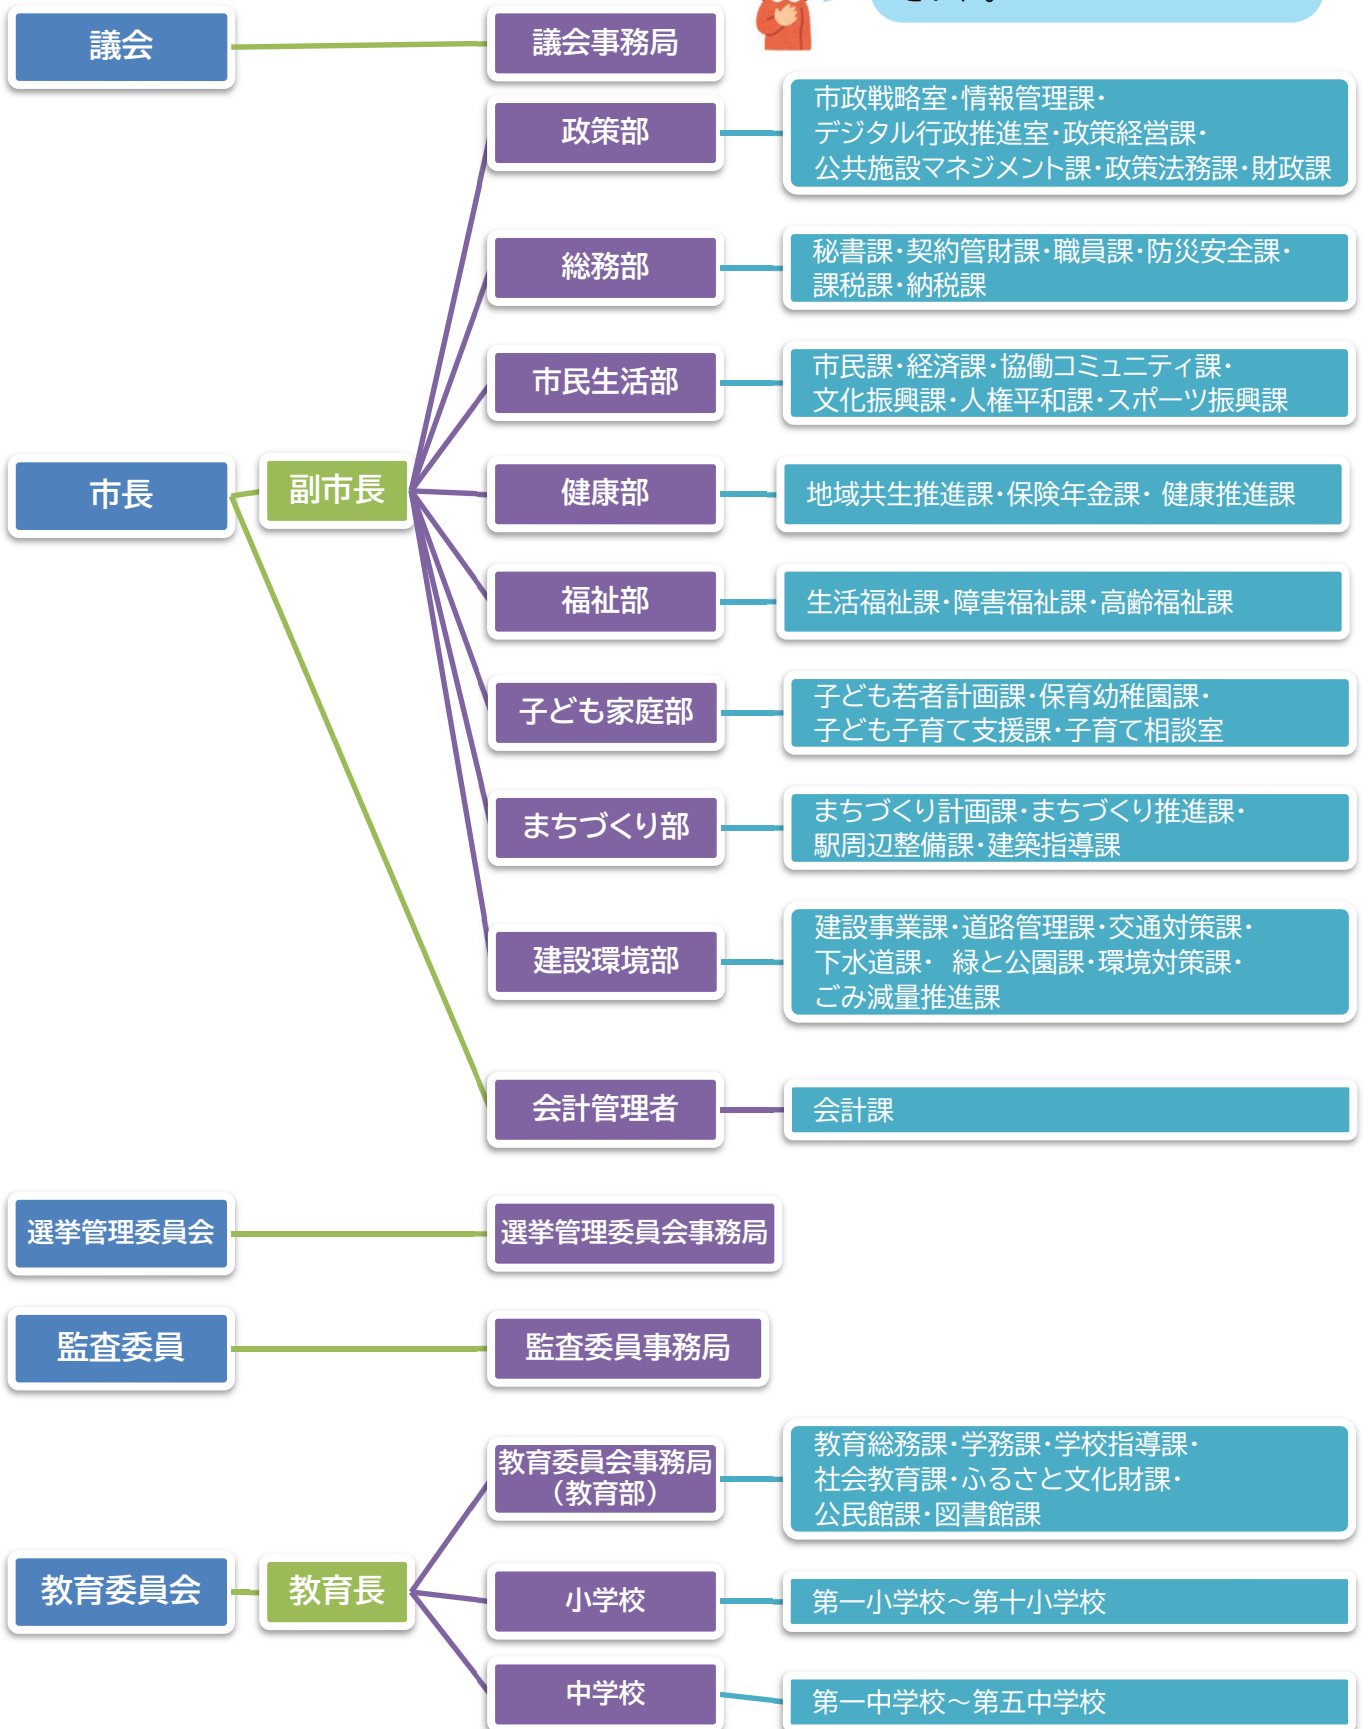 議会
議会事務局
政策部
市政戦略室・情報管理課・
デジタル行政推進室・政策経営課・
公共施設マネジメント課・政策法務課・財政課
総務部
秘書課・契約管財課・職員課・防災安全課・
課税課・納税課
市民生活部
市民課・経済課・協働コミュニティ課・
文化振興課・人権平和課・スポーツ振興課
市長
副市長
健康部
地域共生推進課・保険年金課・ 健康推進課
福祉部
生活福祉課・障害福祉課・高齢福祉課
子ども家庭部
子ども若者計画課・保育幼稚園課・
子ども子育て支援課・子育て相談室
まちづくり部
まちづくり計画課・まちづくり推進課・
駅周辺整備課・建築指導課
建設環境部
建設事業課・道路管理課・交通対策課・
下水道課・ 緑と公園課・環境対策課・
ごみ減量推進課
会計管理者
会計課
選挙管理委員会
選挙管理委員会事務局
監査委員
監査委員事務局
教育委員会
教育長
教育委員会事務局
（教育部）
教育総務課・学務課・学校指導課・
社会教育課・ふるさと文化財課・
公民館課・図書館課
小学校
第一小学校～第十小学校
中学校
第一中学校～第五中学校